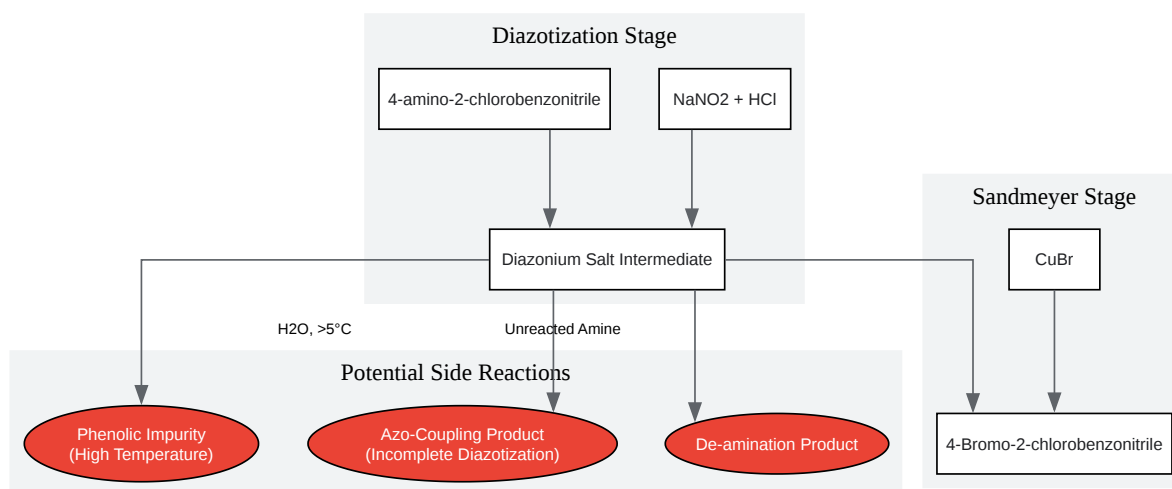 Diazotization Stage
4-amino-2-chlorobenzonitrile
NaNO2 + HCl
Sandmeyer Stage
Diazonium Salt Intermediate
CuBr
H2O, >5°C
Unreacted Amine
Potential Side Reactions
Phenolic Impurity
(High Temperature)
Azo-Coupling Product
(Incomplete Diazotization)
De-amination Product
4-Bromo-2-chlorobenzonitrile